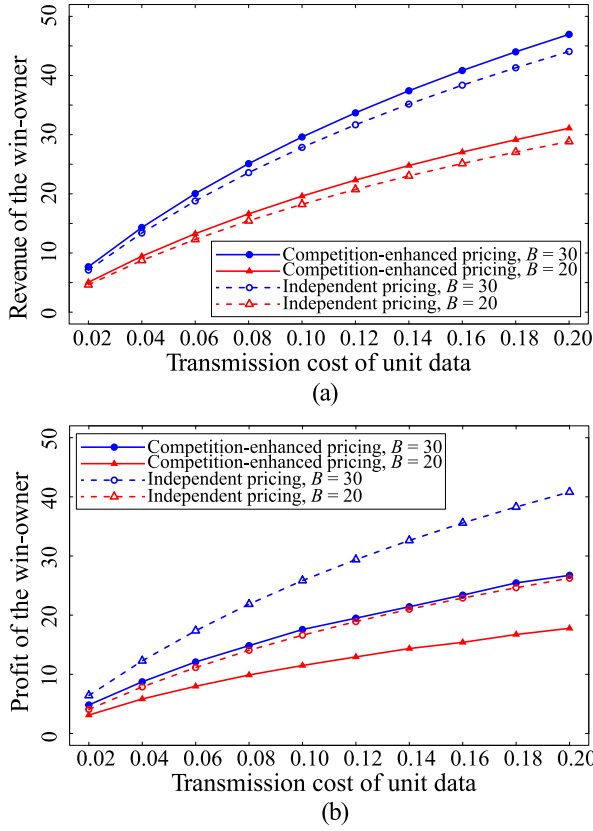 50
40
30
20
10
0
Revenue of the win-owner
Competition-enhanced pricing, B = 30
Competition-enhanced pricing, B = 20
Independent pricing, B = 30
Independent pricing, B = 20
0.02 0.04 0.06 0.08 0.10 0.12 0.14 0.16 0.18 0.20
Transmission cost of unit data
(a)
50
40
30
20
10
0
Profit of the win-owner
Competition-enhanced pricing, B = 30
Competition-enhanced pricing, B = 20
Independent pricing, B = 30
Independent pricing, B = 20
0.02 0.04 0.06 0.08 0.10 0.12 0.14 0.16 0.18 0.20
Transmission cost of unit data
(b)